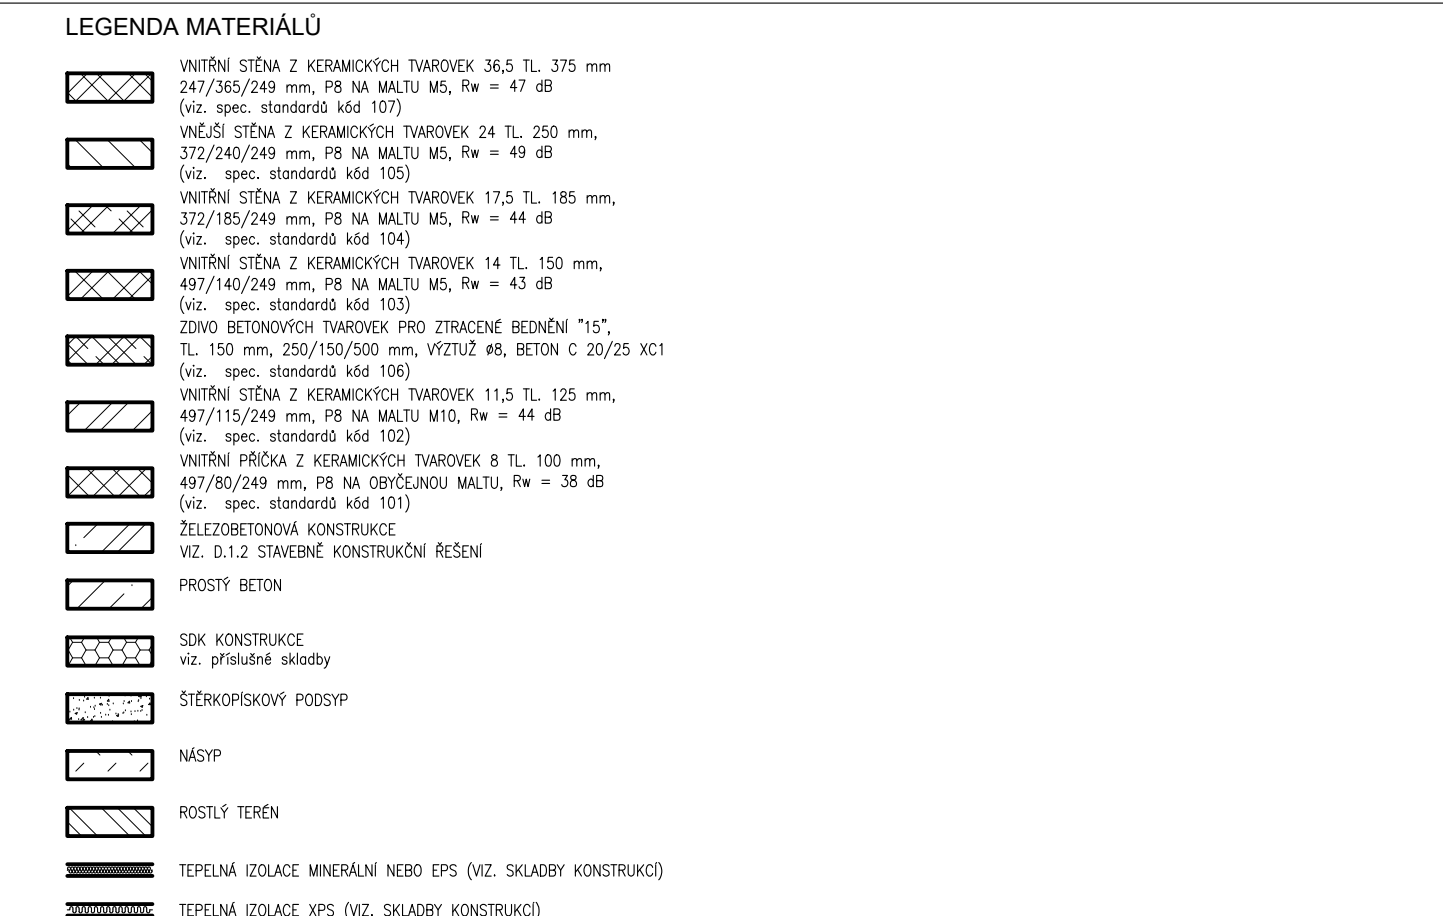 LEGENDA MATERIÁLŮ
VNITŘNÍ STĚNA Z KERAMICKÝCH TVAROVEK 36,5 TL. 375 mm
247/365/249 mm, P8 NA MALTU M5, Rw = 47 dB
(viz. spec. standardů kód 107)
VNĚJŠÍ STĚNA Z KERAMICKÝCH TVAROVEK 24 TL. 250 mm,
372/240/249 mm, P8 NA MALTU M5, Rw = 49 dB
(viz. spec. standardů kód 105)
VNITŘNÍ STĚNA Z KERAMICKÝCH TVAROVEK 17,5 TL. 185 mm,
372/185/249 mm, P8 NA MALTU M5, Rw = 44 dB
(viz. spec. standardů kód 104)
VNITŘNÍ STĚNA Z KERAMICKÝCH TVAROVEK 14 TL. 150 mm,
497/140/249 mm, P8 NA MALTU M5, Rw = 43 dB
(viz. spec. standardů kód 103)
ZDIVO BETONOVÝCH TVAROVEK PRO ZTRACENÉ BEDNĚNÍ "15",
TL. 150 mm, 250/150/500 mm, VÝZTUŽ ø8, BETON C 20/25 XC1
(viz. spec. standardů kód 106)
VNITŘNÍ STĚNA Z KERAMICKÝCH TVAROVEK 11,5 TL. 125 mm,
497/115/249 mm, P8 NA MALTU M10, Rw = 44 dB
(viz. spec. standardů kód 102)
VNITŘNÍ PŘÍČKA Z KERAMICKÝCH TVAROVEK 8 TL. 100 mm,
497/80/249 mm, P8 NA OBYČEJNOU MALTU, Rw = 38 dB
(viz. spec. standardů kód 101)
ŽELEZOBETONOVÁ KONSTRUKCE
VIZ. D.1.2 STAVEBNĚ KONSTRUKČNÍ ŘEŠENÍ
PROSTÝ BETON
SDK KONSTRUKCE
viz. příslušné skladby
ŠTĚRKOPÍSKOVÝ PODSYP
NÁSYP
ROSTLÝ TERÉN
TEPELNÁ IZOLACE MINERÁLNÍ NEBO EPS (VIZ. SKLADBY KONSTRUKCÍ)
TEPELNÁ IZOLACE XPS (VIZ. SKLADBY KONSTRUKCÍ)